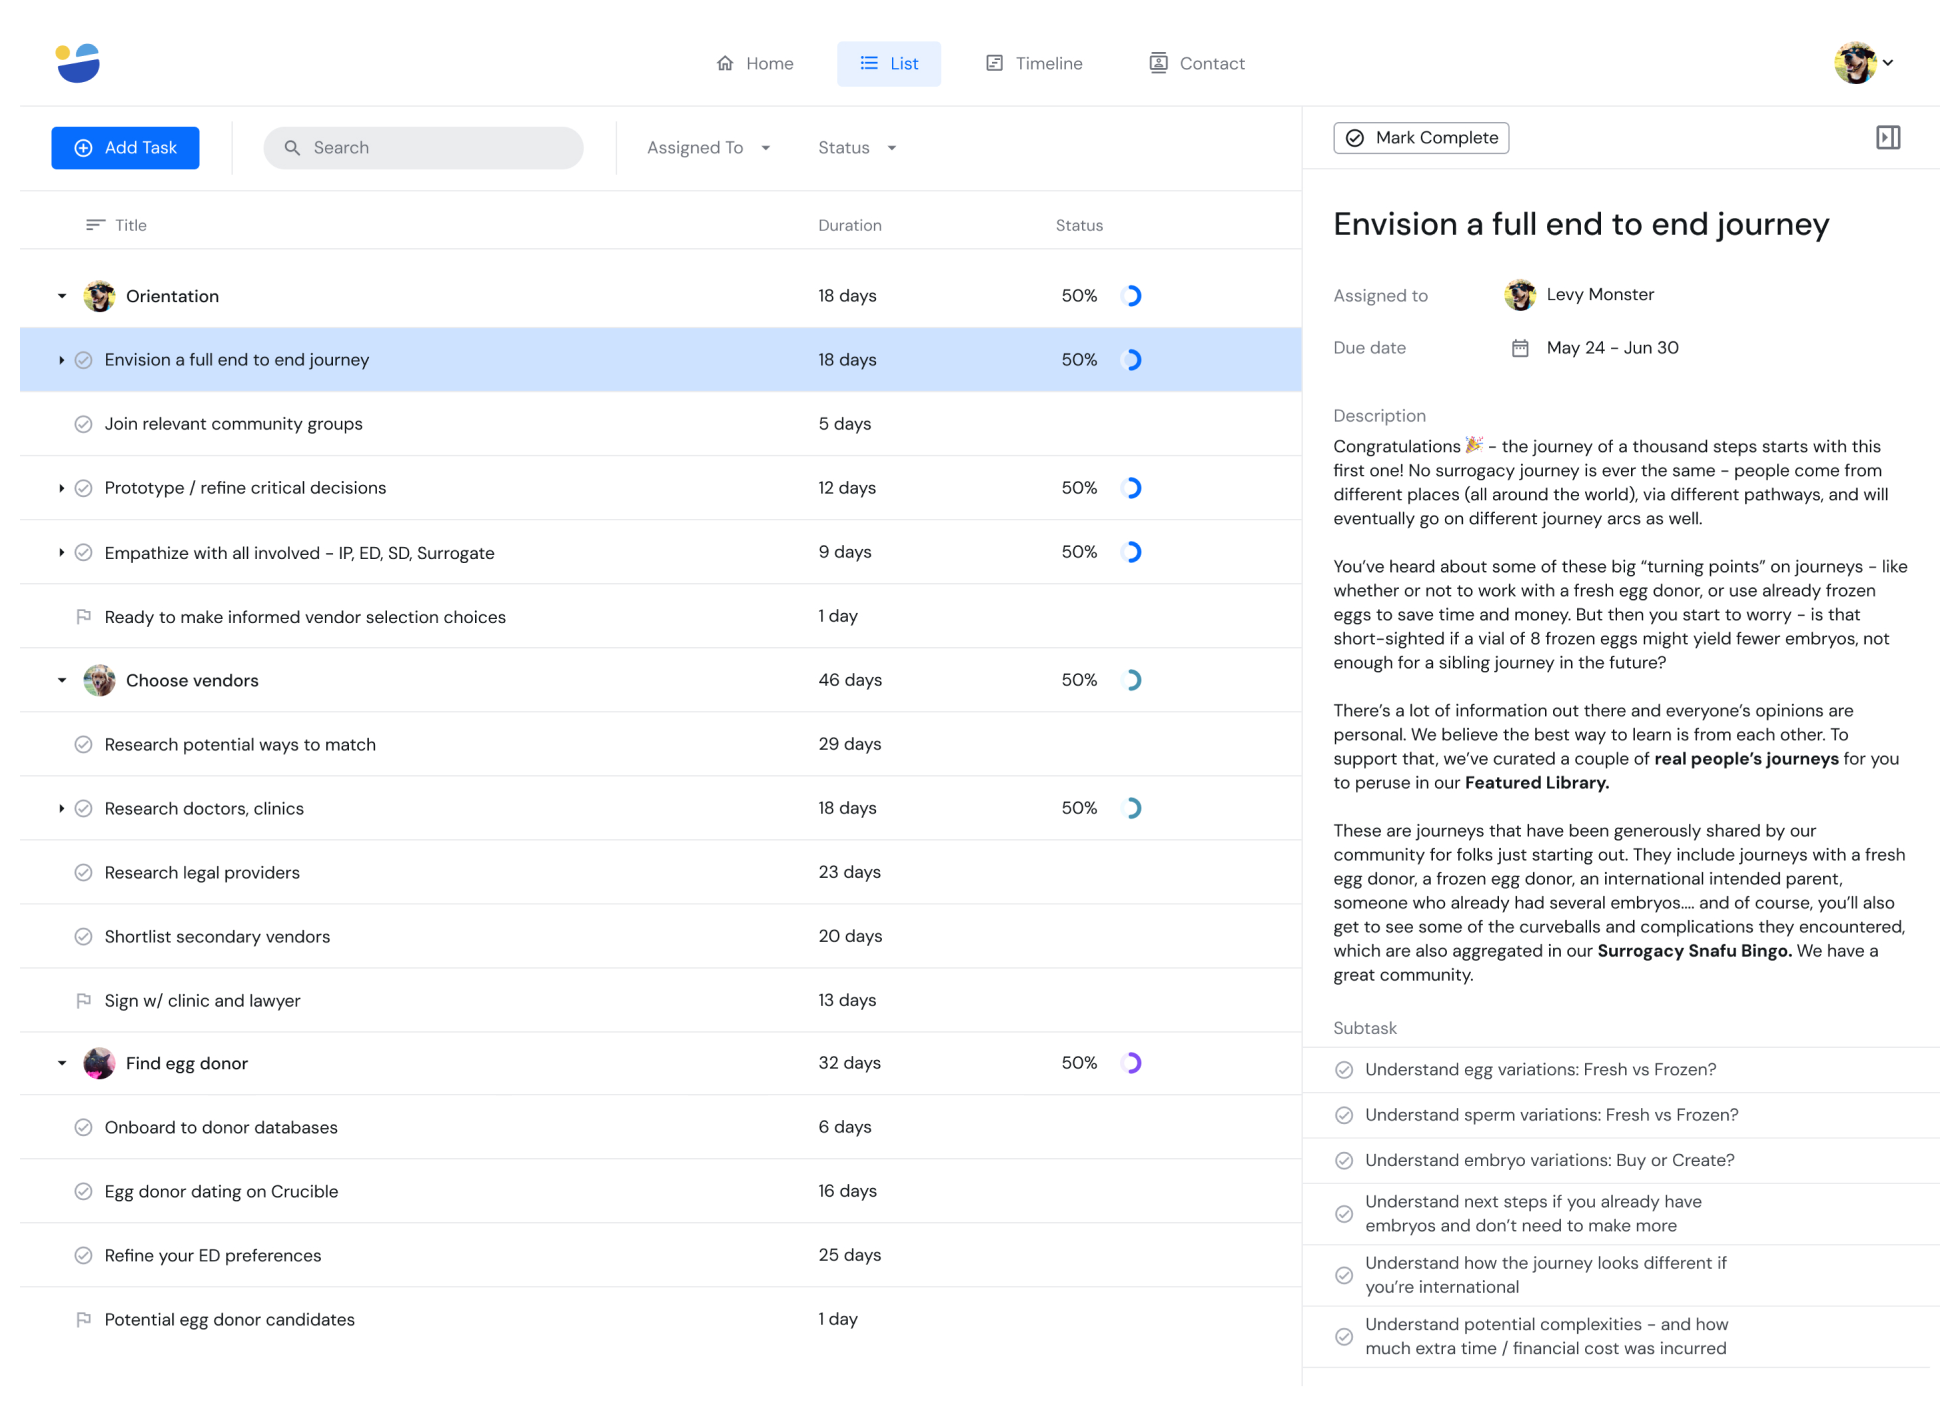 Home
List
Timeline
Contact
Add Task
Search
Assigned To
Status
Title
Duration
Status
Orientation
18 days
50%
Envision a full end to end journey
18 days
50%
Join relevant community groups
5 days
Prototype / refine critical decisions
12 days
50%
Empathize with all involved - IP, ED, SD, Surrogate
9 days
50%
Ready to make informed vendor selection choices
1 day
Choose vendors
46 days
50%
Research potential ways to match
29 days
Research doctors, clinics
18 days
50%
Research legal providers
23 days
Shortlist secondary vendors
20 days
Sign w/ clinic and lawyer
13 days
Find egg donor
32 days
50%
Onboard to donor databases
6 days
Egg donor dating on Crucible
16 days
Refine your ED preferences
25 days
Potential egg donor candidates
1 day
Mark Complete
Envision a full end to end journey
Assigned to
Levy Monster
Due date
May 24 - Jun 30
Description
Congratulations 🎉 - the journey of a thousand steps starts with this
first one! No surrogacy journey is ever the same - people come from
different places (all around the world), via different pathways, and will
eventually go on different journey arcs as well.
You’ve heard about some of these big “turning points” on journeys - like
whether or not to work with a fresh egg donor, or use already frozen
eggs to save time and money. But then you start to worry - is that
short-sighted if a vial of 8 frozen eggs might yield fewer embryos, not
enough for a sibling journey in the future?
There’s a lot of information out there and everyone’s opinions are
personal. We believe the best way to learn is from each other. To
support that, we’ve curated a couple of real people’s journeys for you
to peruse in our Featured Library.
These are journeys that have been generously shared by our
community for folks just starting out. They include journeys with a fresh
egg donor, a frozen egg donor, an international intended parent,
someone who already had several embryos.... and of course, you’ll also
get to see some of the curveballs and complications they encountered,
which are also aggregated in our Surrogacy Snafu Bingo. We have a
great community.
Subtask
Understand egg variations: Fresh vs Frozen?
Understand sperm variations: Fresh vs Frozen?
Understand embryo variations: Buy or Create?
Understand next steps if you already have
embryos and don’t need to make more
Understand how the journey looks different if
you’re international
Understand potential complexities - and how
much extra time / financial cost was incurred